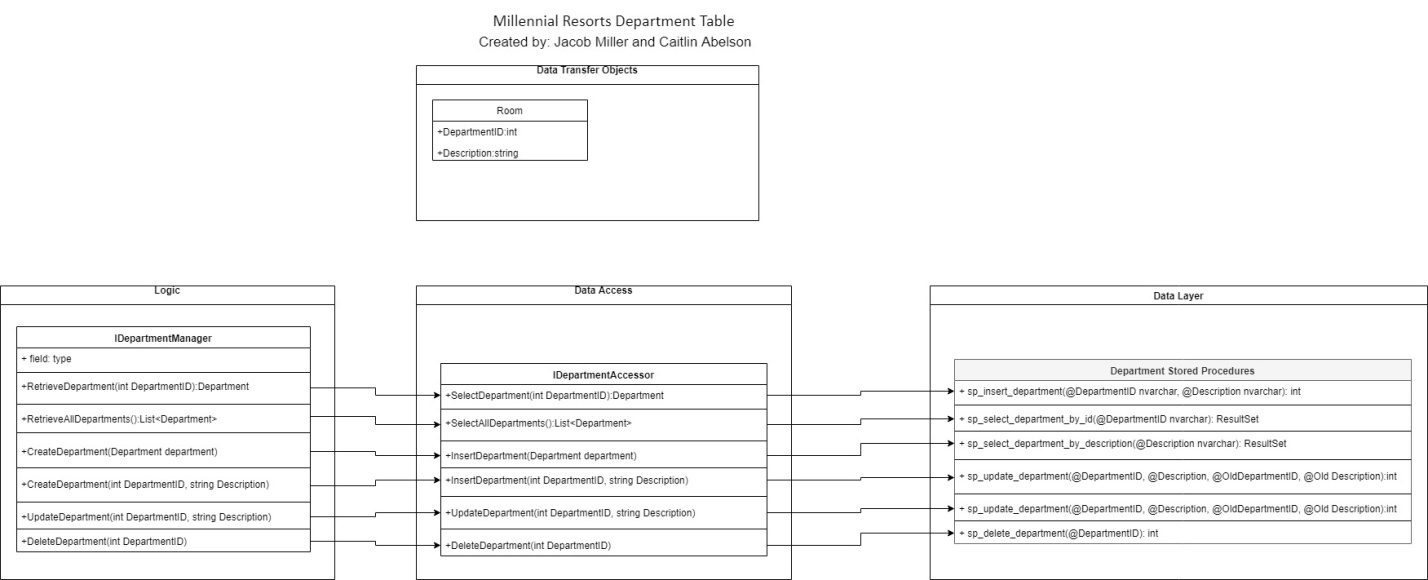 Millennial Resorts Department Table
Created by: Jacob Miller and Caitlin Abelson
Data Transfer Objects
Room
+DepartmentID:int
+Description:string
Logic
IDepartmentManager
+ field: type
+RetrieveDepartment(int DepartmentID):Department
+RetrieveAllDepartments():List<Department>
+CreateDepartment(Department department)
+CreateDepartment(int DepartmentID, string Description)
+UpdateDepartment(int DepartmentID, string Description)
+DeleteDepartment(int DepartmentID)
Data Access
IDepartmentAccessor
+SelectDepartment(int DepartmentID):Department
+SelectAllDepartments():List<Department>
+InsertDepartment(Department department)
+InsertDepartment(int DepartmentID, string Description)
+UpdateDepartment(int DepartmentID, string Description)
+DeleteDepartment(int DepartmentID)
Data Layer
Department Stored Procedures
+ sp_insert_department(@DepartmentID nvarchar, @Description nvarchar): int
+ sp_select_department_by_id(@DepartmentID nvarchar): ResultSet
+ sp_select_department_by_description(@Description nvarchar): ResultSet
+ sp_update_department(@DepartmentID, @Description, @OldDepartmentID, @Old Description):int
+ sp_update_department(@DepartmentID, @Description, @OldDepartmentID, @Old Description):int
+ sp_delete_department(@DepartmentID): int